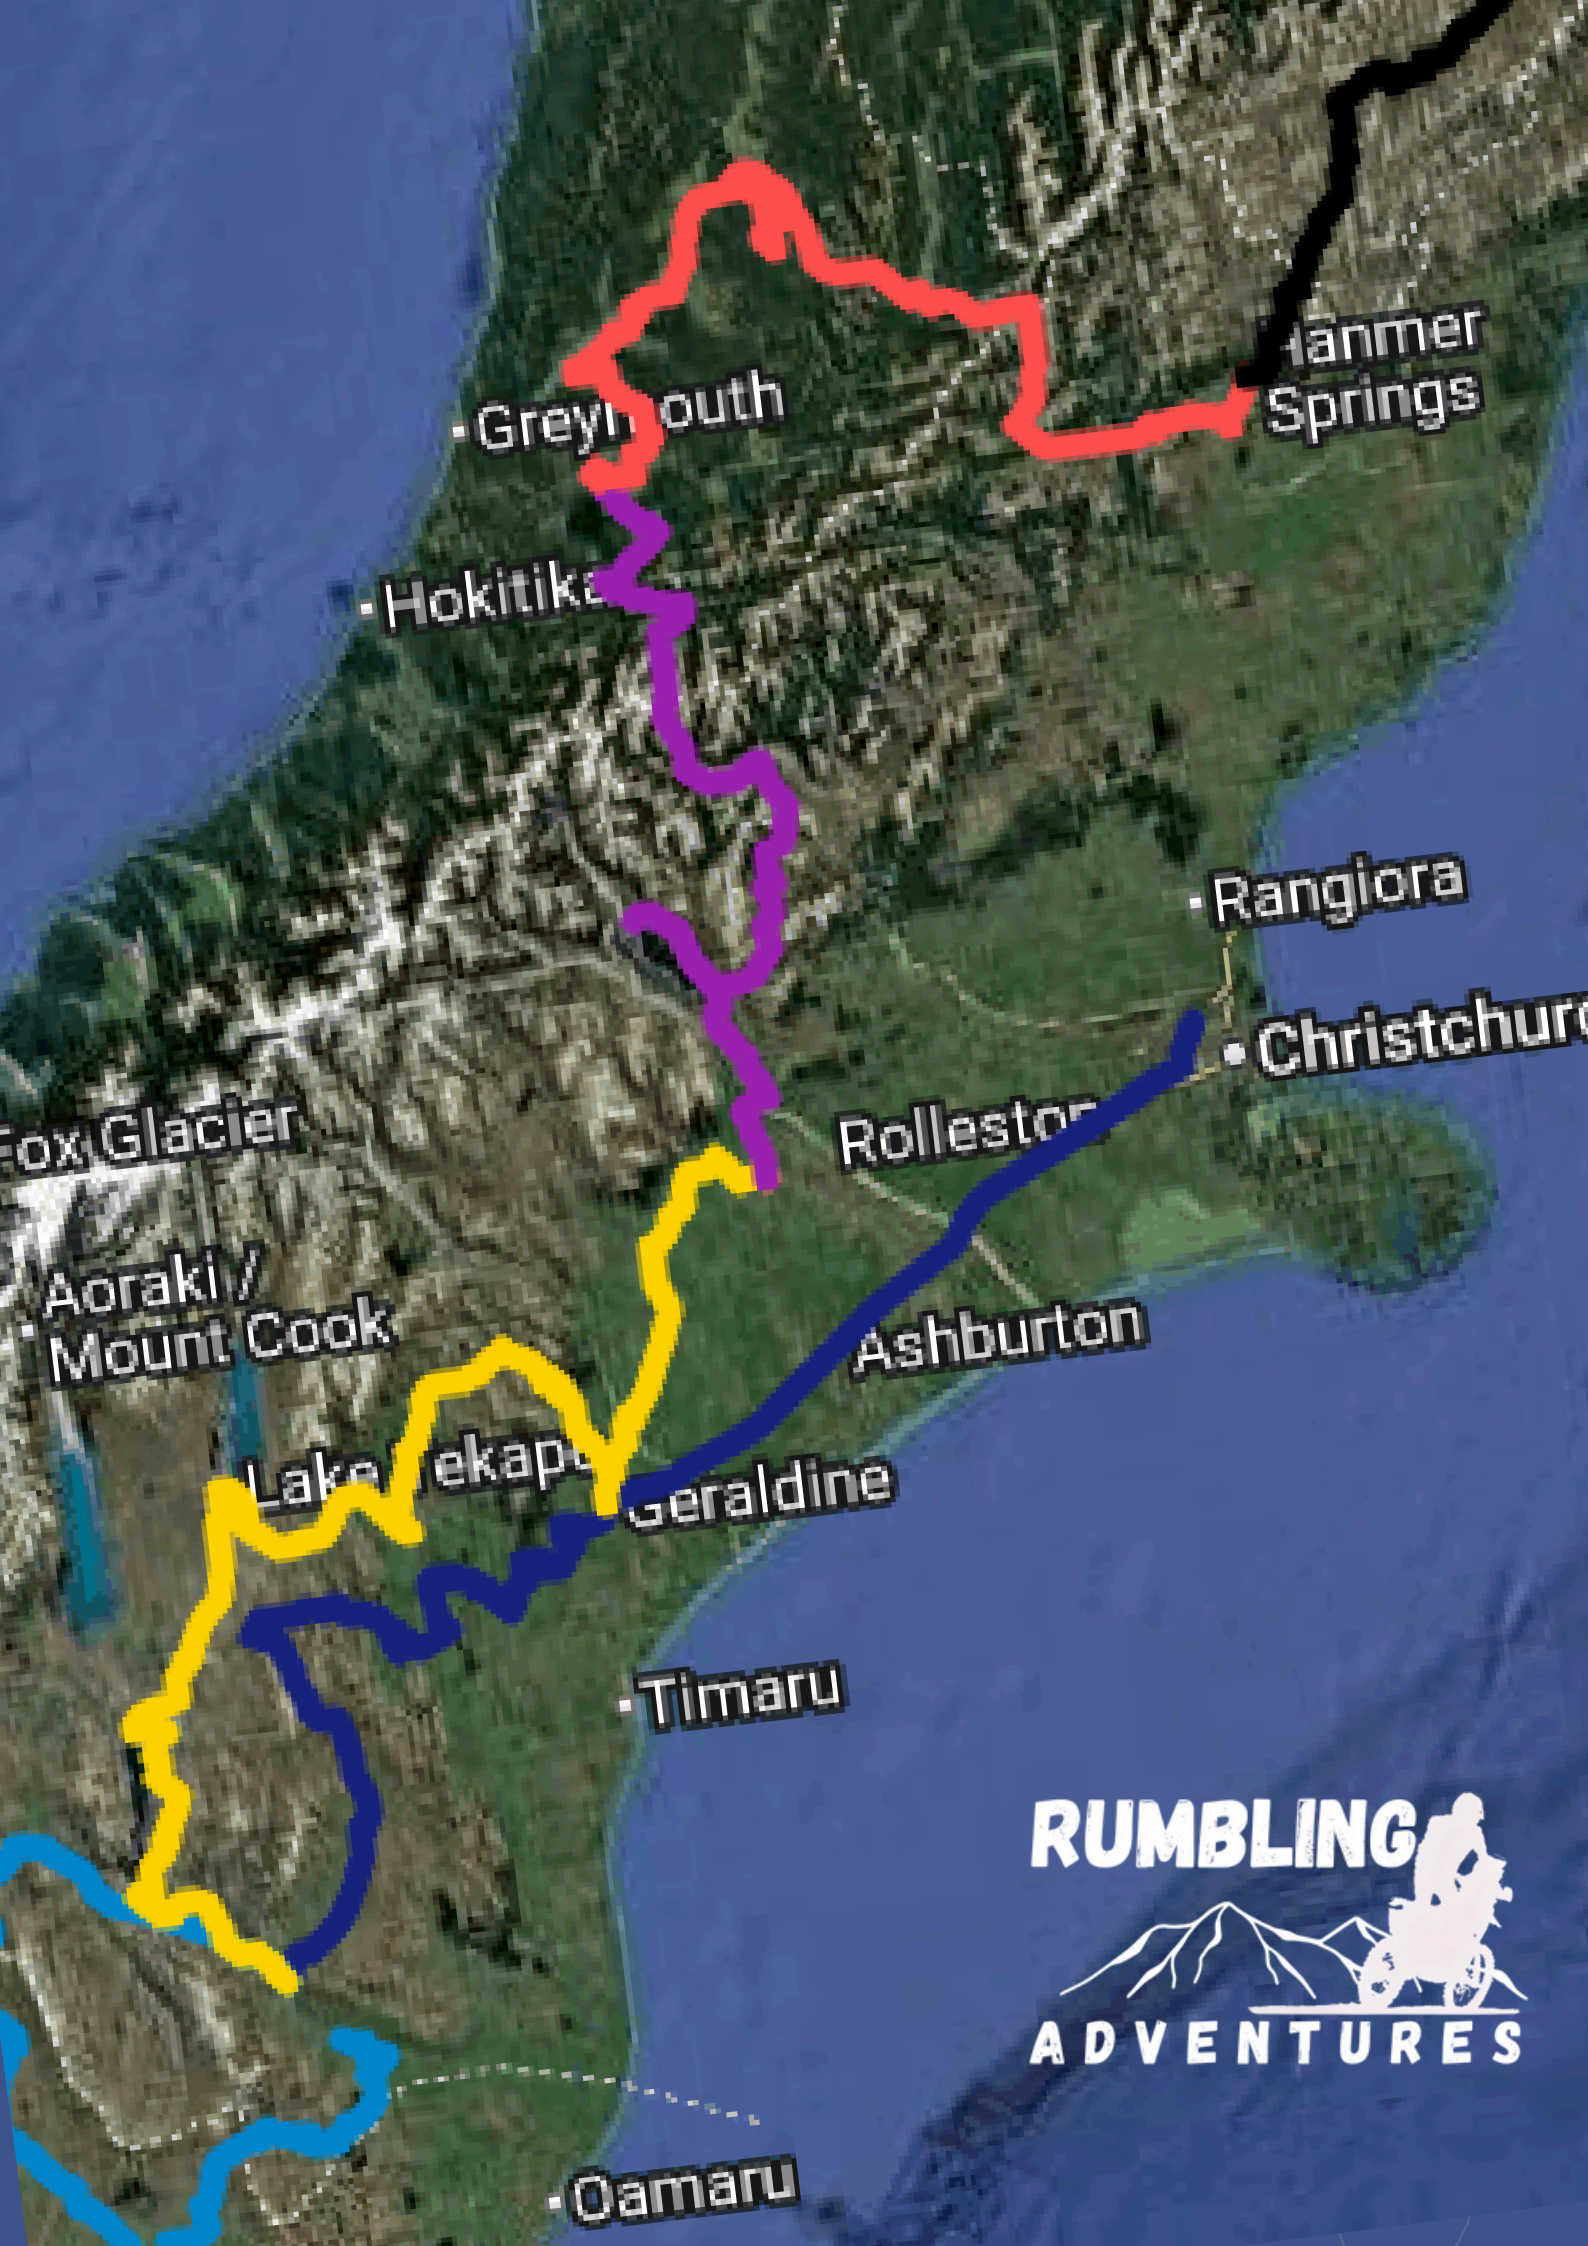 Hanmer
Springs
Greymouth
Hokitika
Rangiora
Christchurc
Rolleston
Fox Glacier
Aoraki /
Mount Cook
Ashburton
Lake Tekapo
Geraldine
Timaru
RUMBLING
ADVENTURES
Oamaru